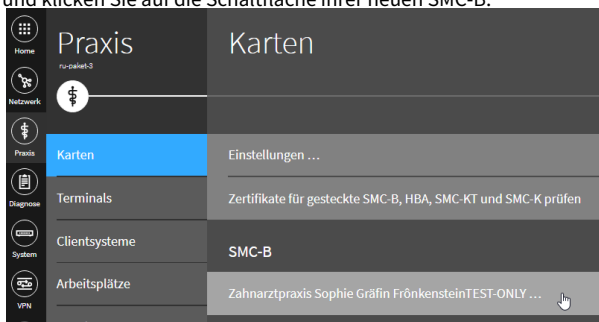 und klicken Sie auf die Schaltfläche Ihrer neuen SMC-B.
Home
Netzwerk
Praxis
Diagnose
System
VPN
Praxis
ru-paket-3
Karten
Terminals
Clientsysteme
Arbeitsplätze
Karten
Einstellungen …
Zertifikate für gesteckte SMC-B, HBA, SMC-KT und SMC-K prüfen
SMC-B
Zahnarztpraxis Sophie Gräfin FrônkensteinTEST-ONLY …